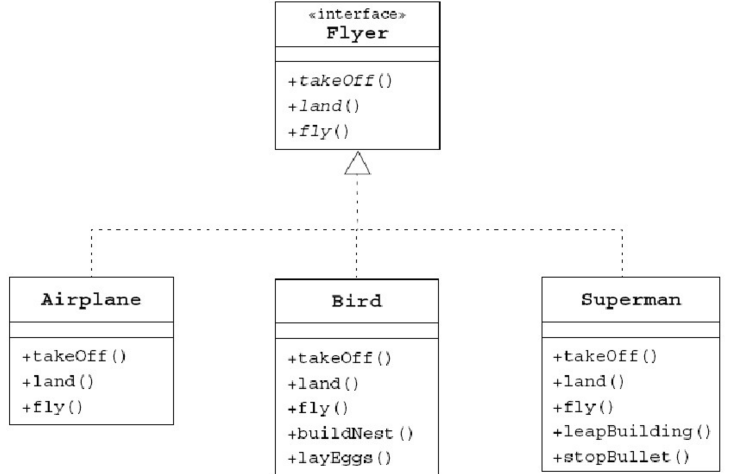 «interface»
Flyer
+takeOff()
+land()
+fly()
Airplane
+takeOff()
+land()
+fly()
Bird
+takeOff()
+land()
+fly()
+buildNest()
+layEggs()
Superman
+takeOff()
+land()
+fly()
+leapBuilding()
+stopBullet()